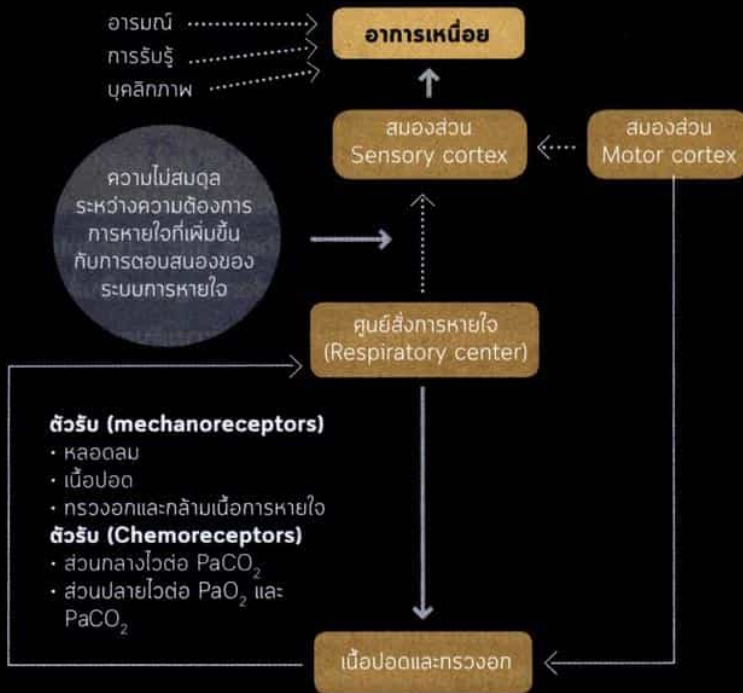 อารมณ์
การรับรู้
บุคลิกภาพ
อาการเหนื่อย
สมองส่วน
Sensory cortex
สมองส่วน
Motor cortex
ความไม่สมดุล
ระหว่างความต้องการ
การหายใจที่เพิ่มขึ้น
กับการตอบสนองของ
ระบบการหายใจ
ศูนย์สั่งการหายใจ
(Respiratory center)
ตัวรับ (mechanoreceptors)
• หลอดลม
• เนื้อปอด
• ทรวงอกและกล้ามเนื้อการหายใจ
ตัวรับ (Chemoreceptors)
• ส่วนกลางไวต่อ PaCO₂
• ส่วนปลายไวต่อ PaO₂ และ
PaCO₂
เนื้อปอดและทรวงอก